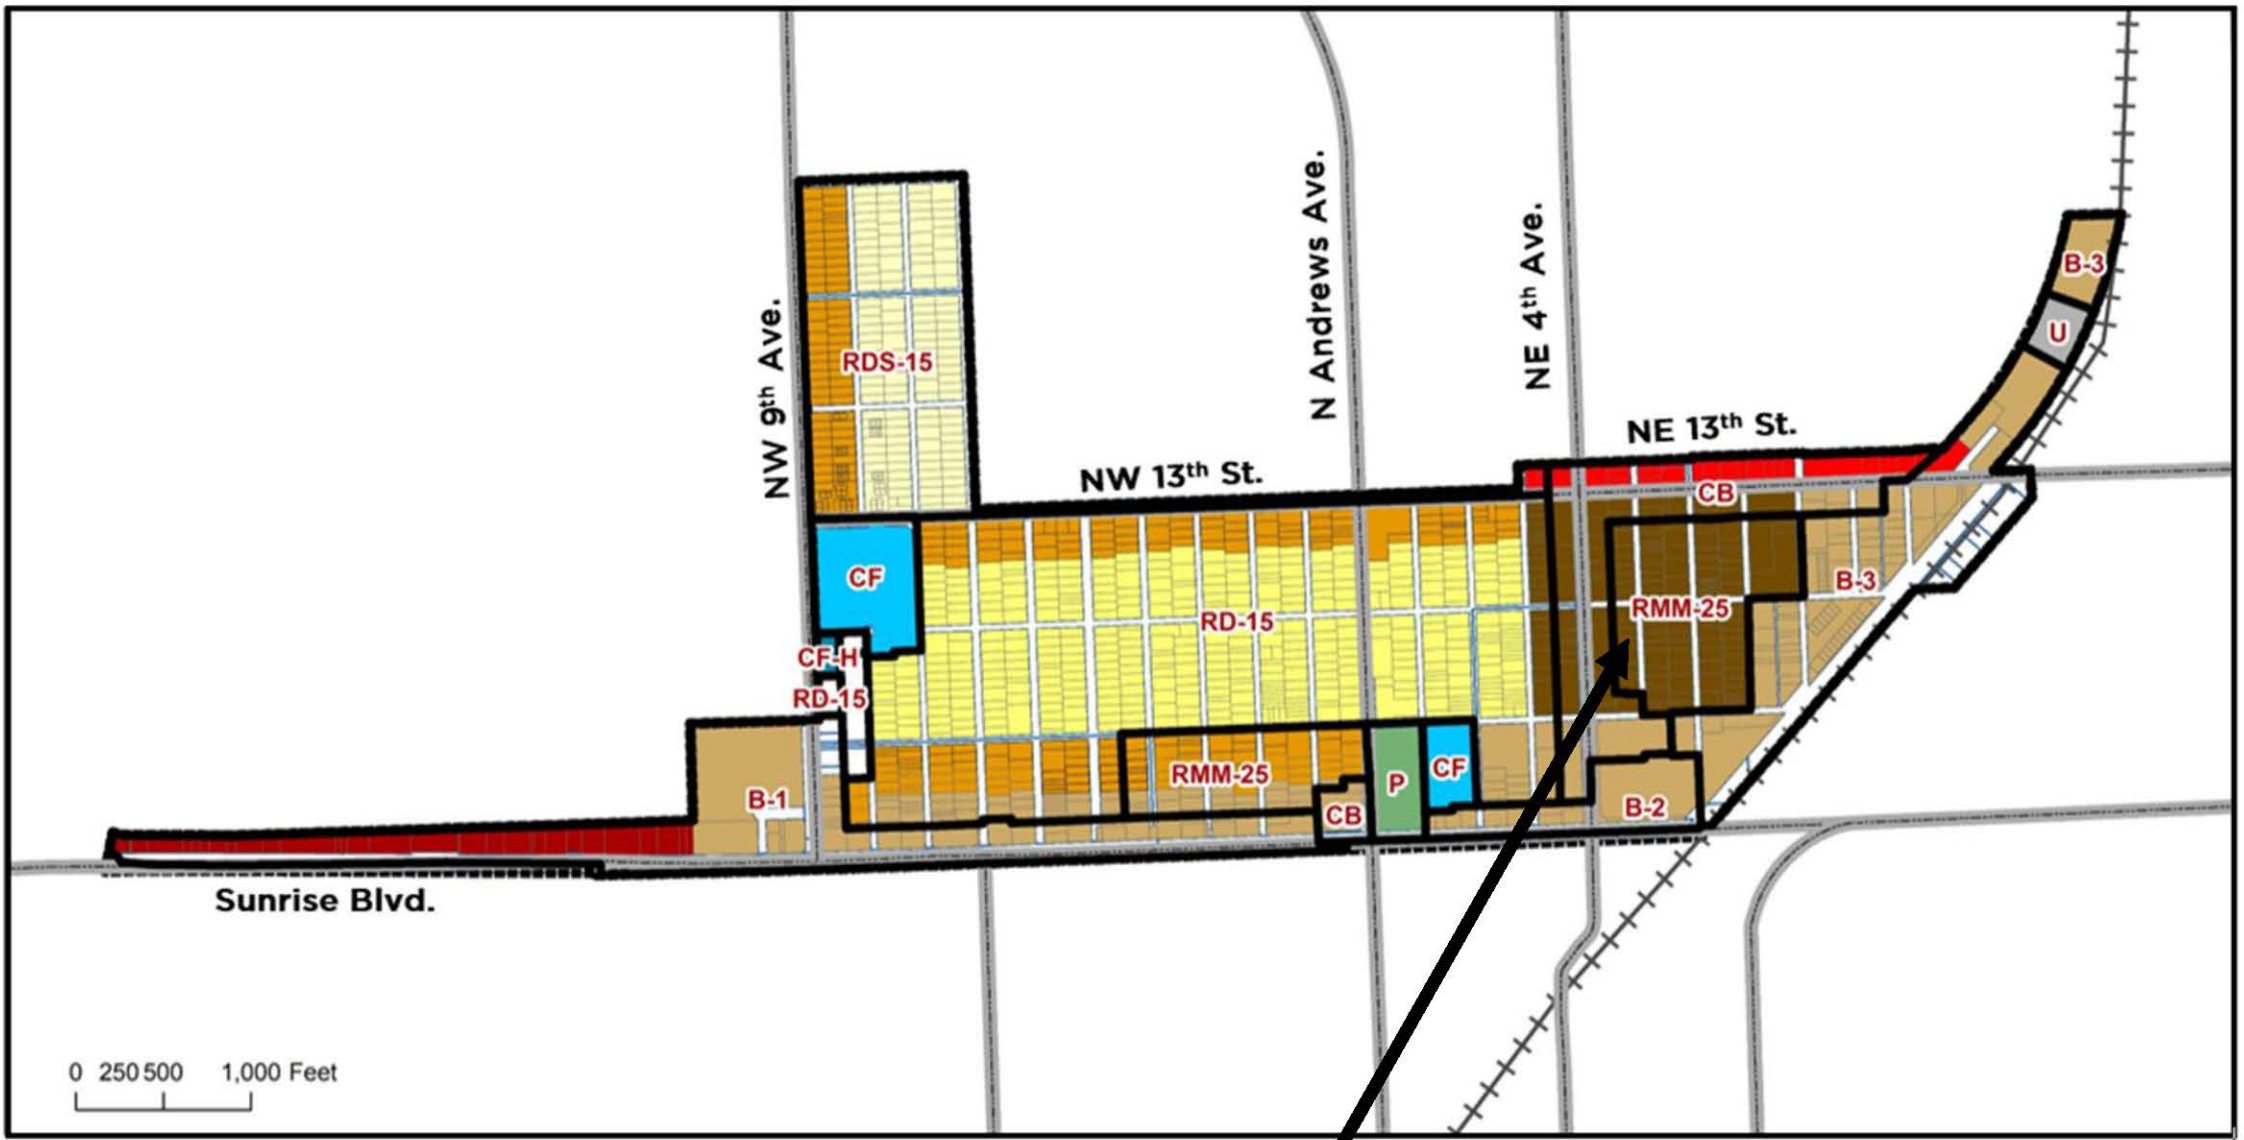 B-3
U
N Andrews Ave.
NE 4th Ave.
NW 9th Ave.
RDS-15
NE 13th St.
NW 13th St.
CB
CF
B-3
RMM-25
RD-15
CF-H
RD-15
RMM-25
CF
P
B-1
B-2
CB
Sunrise Blvd.
0 250 500 1,000 Feet